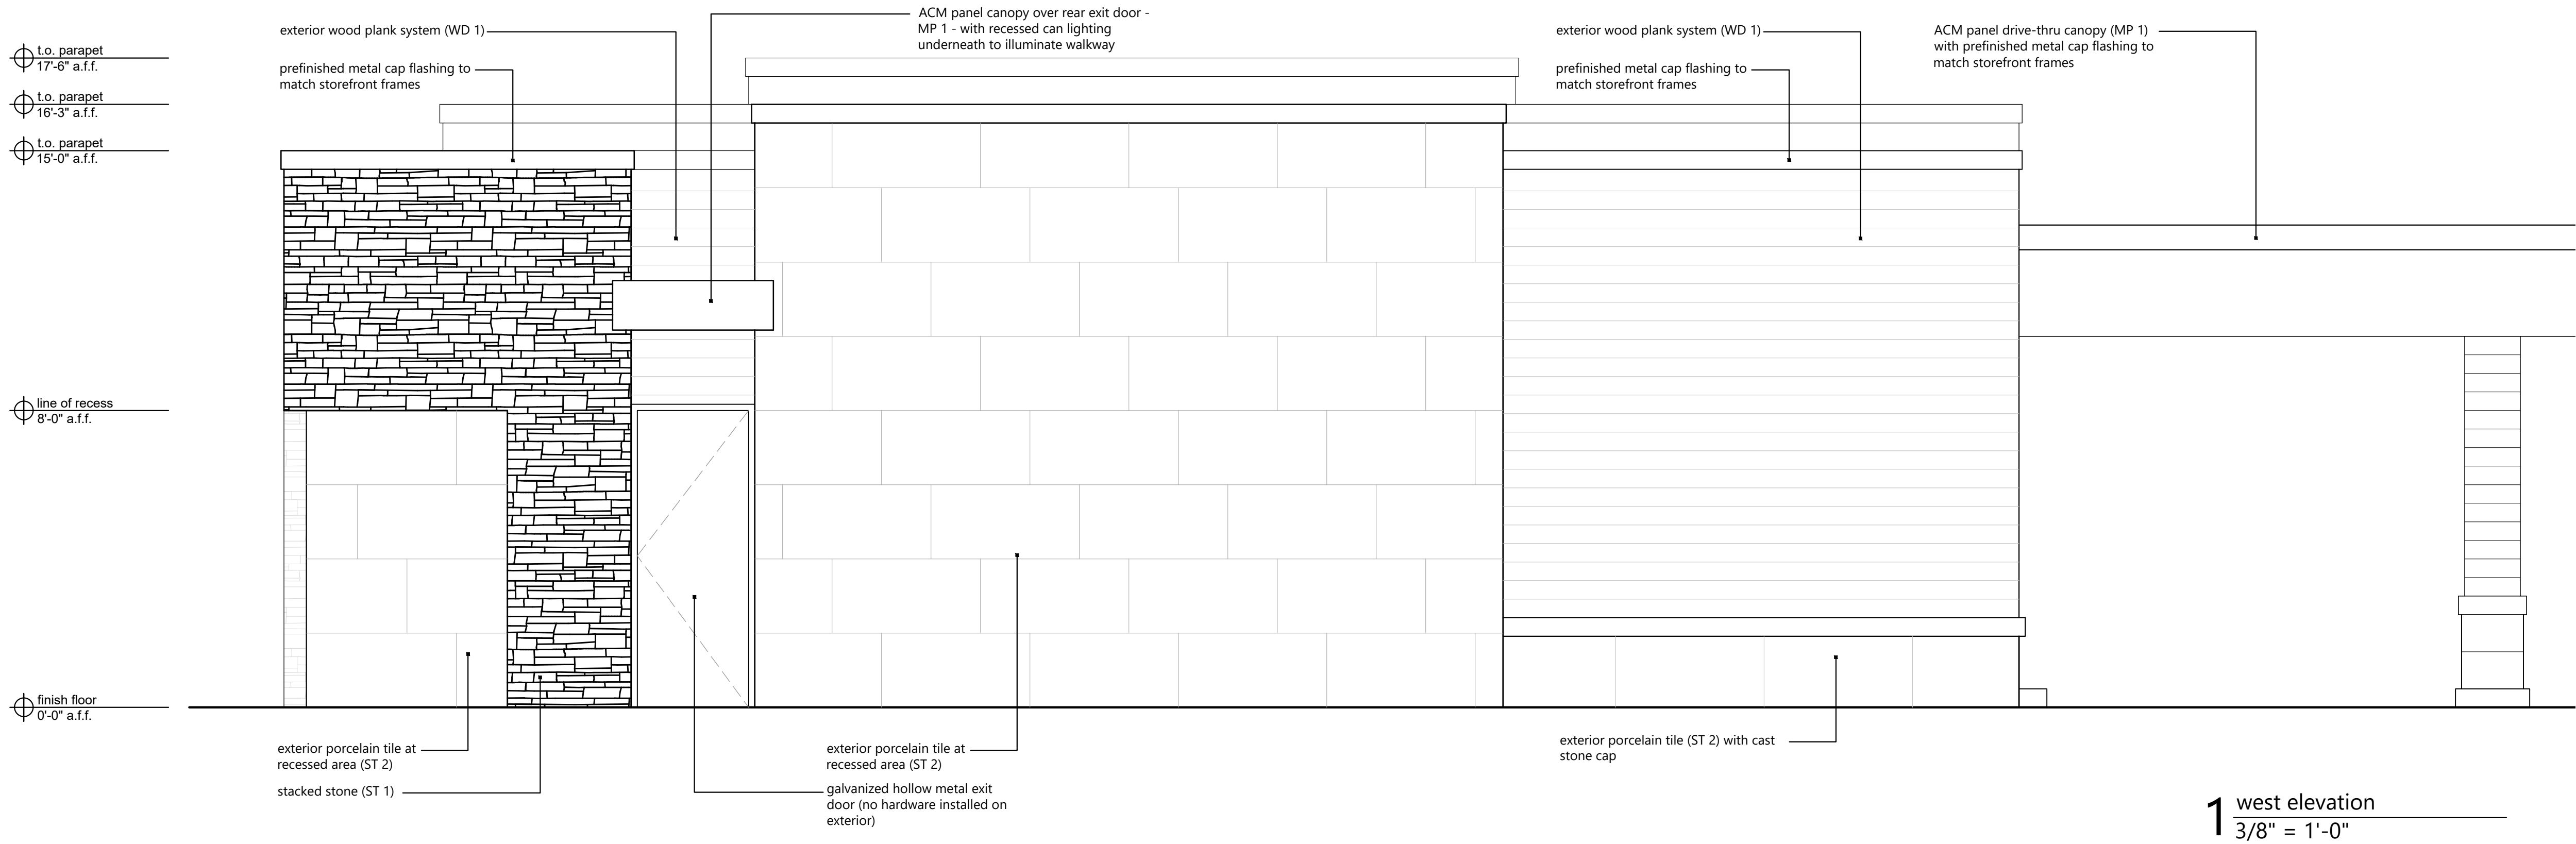 t.o. parapet
17'-6" a.f.f.
t.o. parapet
16'-3" a.f.f.
t.o. parapet
15'-0" a.f.f.
line of recess
8'-0" a.f.f.
finish floor
0'-0" a.f.f.
exterior wood plank system (WD 1)
prefinished metal cap flashing to
match storefront frames
ACM panel canopy over rear exit door -
MP 1 - with recessed can lighting
underneath to illuminate walkway
exterior wood plank system (WD 1)
prefinished metal cap flashing to
match storefront frames
ACM panel drive-thru canopy (MP 1)
with prefinished metal cap flashing to
match storefront frames
exterior porcelain tile at
recessed area (ST 2)
stacked stone (ST 1)
exterior porcelain tile at
recessed area (ST 2)
galvanized hollow metal exit
door (no hardware installed on
exterior)
exterior porcelain tile (ST 2) with cast
stone cap
1 west elevation
3/8" = 1'-0"